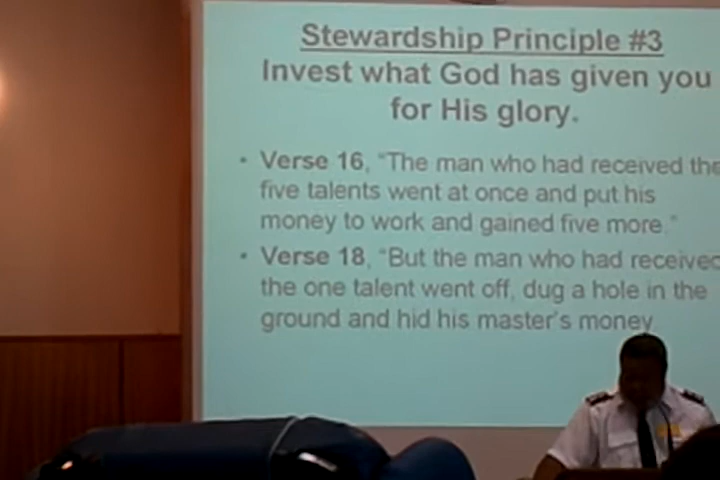 Stewardship Principle #3
Invest what God has given you
for His glory.
• Verse 16, "The man who had received the
five talents went at once and put his
money to work and gained five more."
• Verse 18, "But the man who had received
the one talent went off, dug a hole in the
ground and hid his master's money